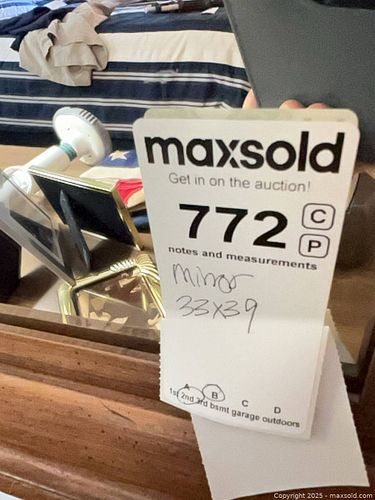 maxsold
Get in on the auction!
772 C
P
notes and measurements
Mirror
33x39
A B C D
1st 2nd 3rd bsmt garage outdoors
Copyright 2025 - maxsold.com